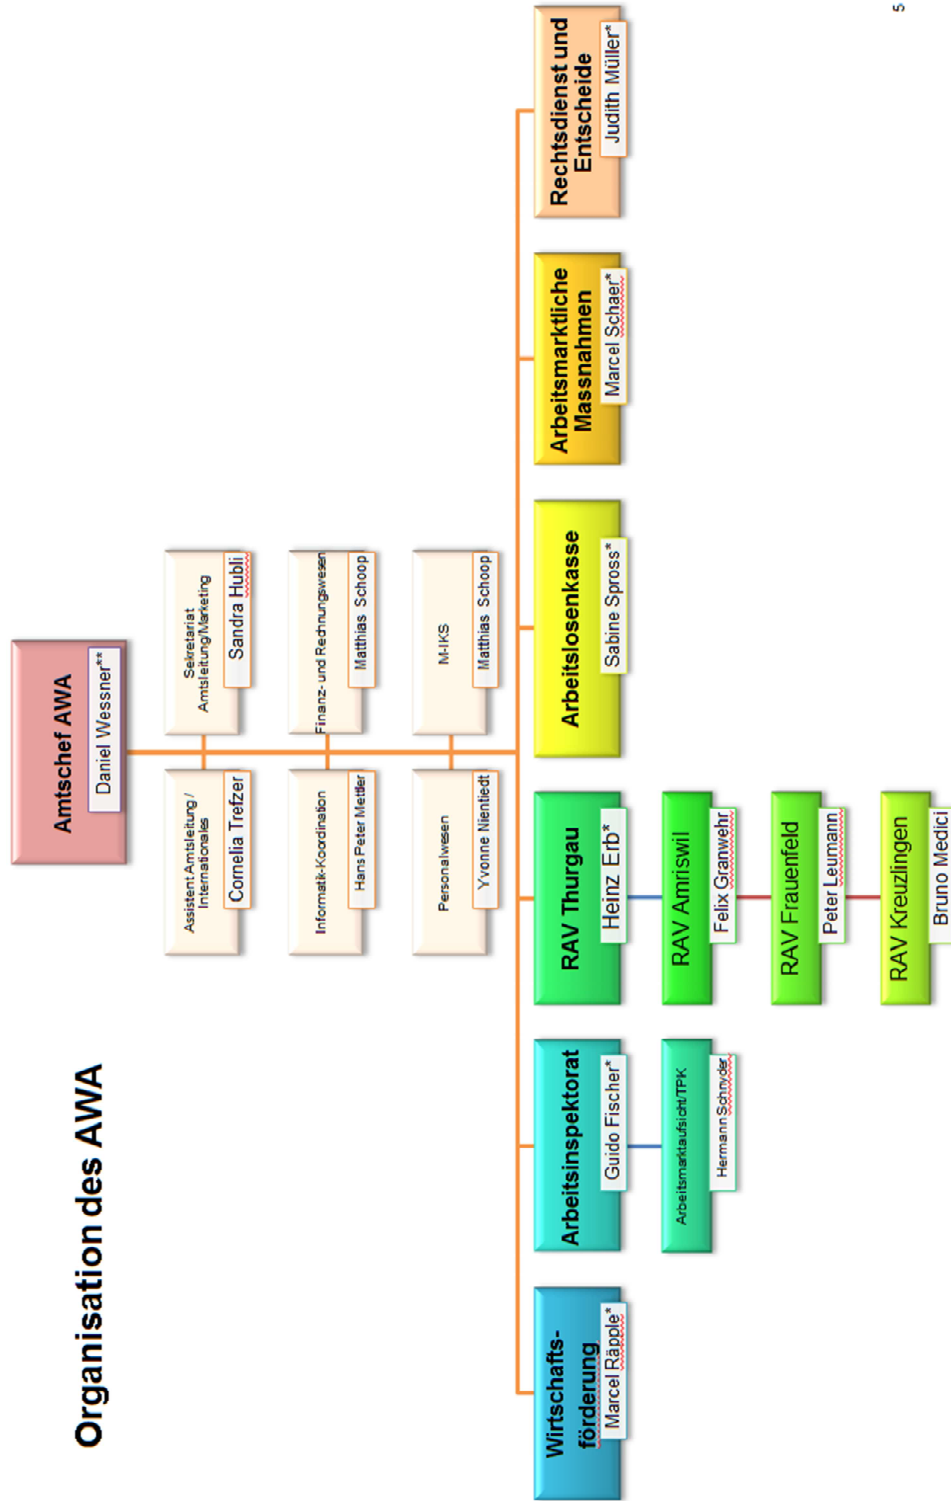 Organisation des AWA
Amtschef AWA
Daniel Wessner**
Assistent Amtsleitung /
Internationales
Cornelia Trefzer
Sekretariat
Amtsleitung/Marketing
Sandra Hubli
Informatik-Koordination
Hans Peter Mettler
Finanz- und Rechnungswesen
Matthias Schoop
Personalwesen
Yvonne Nientiedt
M-IKS
Matthias Schoop
Wirtschafts-
förderung
Marcel Räpple*
Arbeitsinspektorat
Guido Fischer*
Arbeitsmarktaufsicht/TPK
Hermann Schnyder
RAV Thurgau
Heinz Erb*
RAV Amriswil
Felix Granwehr
RAV Frauenfeld
Peter Leumann
RAV Kreuzlingen
Bruno Medici
Arbeitslosenkasse
Sabine Spross*
Arbeitsmarktliche
Massnahmen
Marcel Schaer*
Rechtsdienst und
Entscheide
Judith Müller*
5